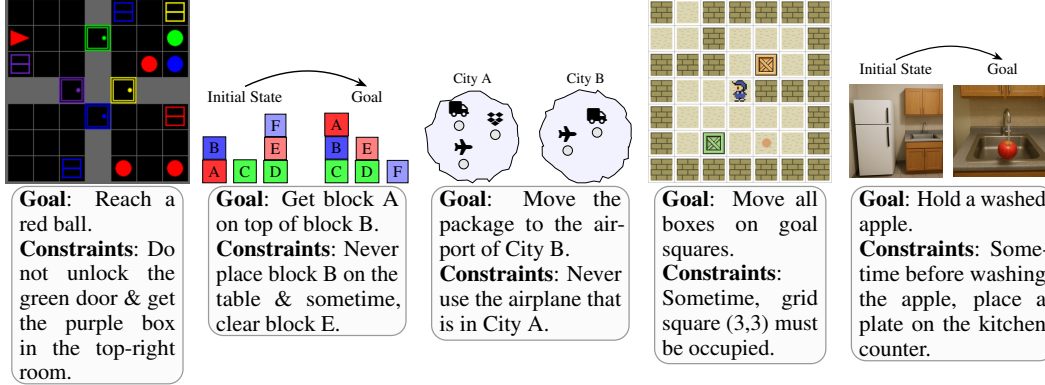 Initial State
Goal
F
B
E
A
C
D
A
B
E
C
D
F
City A
City B
Initial State
Goal
Goal: Reach a
red ball.
Constraints: Do
not unlock the
green door & get
the purple box
in the top-right
room.
Goal: Get block A
on top of block B.
Constraints: Never
place block B on the
table & sometime,
clear block E.
Goal: Move the
package to the air-
port of City B.
Constraints: Never
use the airplane that
is in City A.
Goal: Move all
boxes on goal
squares.
Constraints:
Sometime, grid
square (3,3) must
be occupied.
Goal: Hold a washed
apple.
Constraints: Some-
time before washing
the apple, place a
plate on the kitchen
counter.